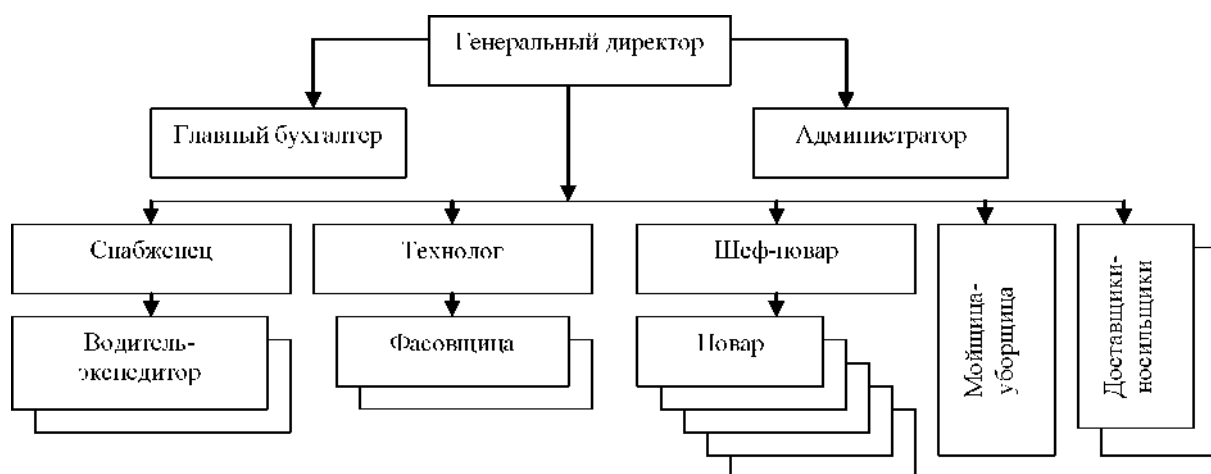 Генеральный директор
Главный бухгалтер
Администратор
Снабженец
Технолог
Шеф-повар
Мойщица-
уборщица
Доставщики-
носильщики
Водитель-
экспедитор
Фасовщица
Повар